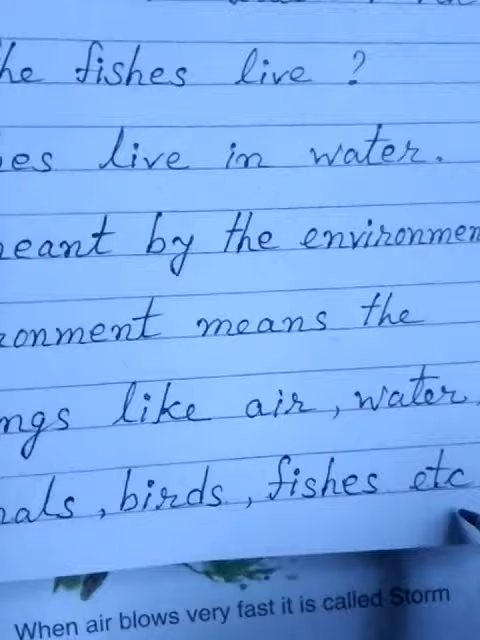 he fishes live ?
es live in water.
eant by the environmen
onment means the
ngs like air, water
als, birds, fishes etc
When air blows very fast it is called Storm